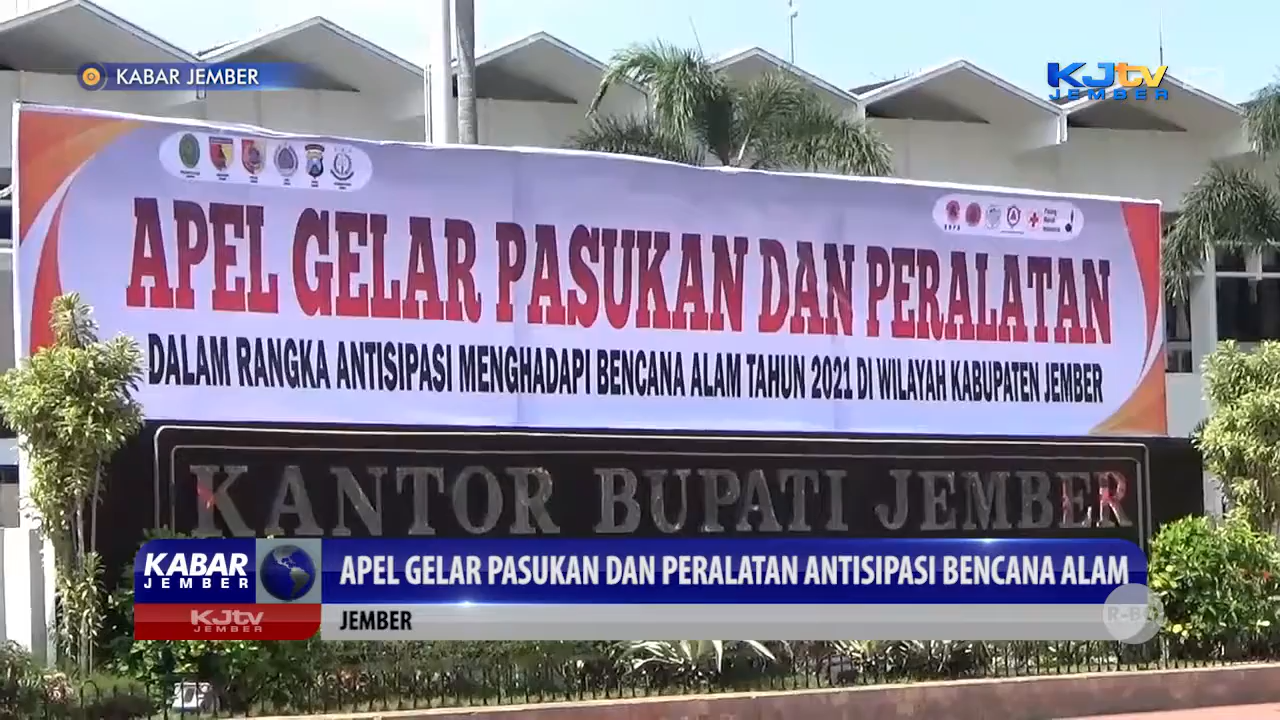 KABAR JEMBER
KJtv
JEMBER
APEL GELAR PASUKAN DAN PERALATAN
DALAM RANGKA ANTISIPASI MENGHADAPI BENCANA ALAM TAHUN 2021 DI WILAYAH KABUPATEN JEMBER
KANTOR BUPATI JEMBER
KABAR
JEMBER
APEL GELAR PASUKAN DAN PERALATAN ANTISIPASI BENCANA ALAM
KJtv
JEMBER
JEMBER